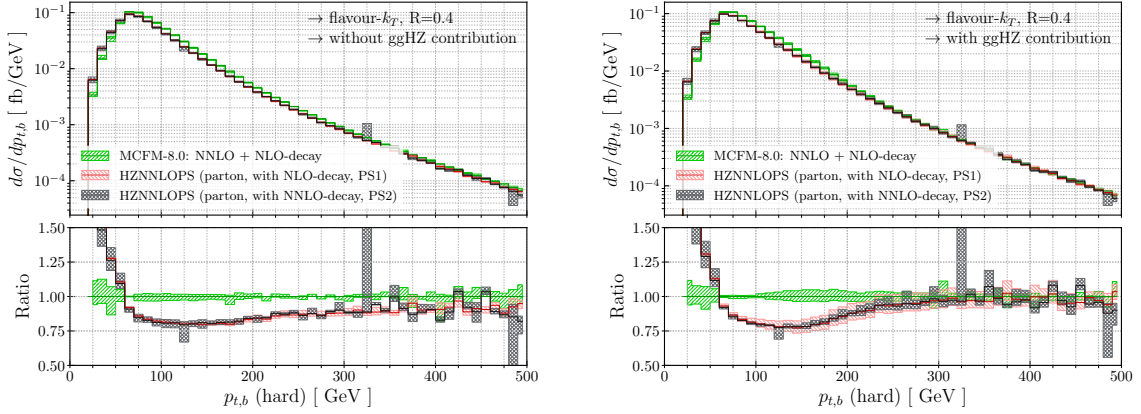 → flavour-k_T, R=0.4
→ without ggHZ contribution
dσ/dp_{t,b} [ fb/GeV ]
10^{−1}
10^{−2}
10^{−3}
10^{−4}
MCFM-8.0: NNLO + NLO-decay
HZNNLOPS (parton, with NLO-decay, PS1)
HZNNLOPS (parton, with NNLO-decay, PS2)
Ratio
1.50
1.25
1.00
0.75
0.50
0 100 200 300 400 500
p_{t,b} (hard) [ GeV ]
→ flavour-k_T, R=0.4
→ with ggHZ contribution
dσ/dp_{t,b} [ fb/GeV ]
10^{−1}
10^{−2}
10^{−3}
10^{−4}
MCFM-8.0: NNLO + NLO-decay
HZNNLOPS (parton, with NLO-decay, PS1)
HZNNLOPS (parton, with NNLO-decay, PS2)
Ratio
1.50
1.25
1.00
0.75
0.50
0 100 200 300 400 500
p_{t,b} (hard) [ GeV ]